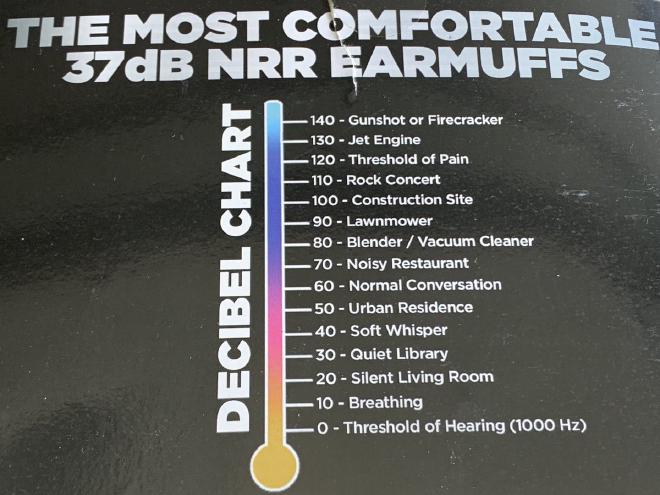 THE MOST COMFORTABLE
37dB NRR EARMUFFS
DECIBEL CHART
140 - Gunshot or Firecracker
130 - Jet Engine
120 - Threshold of Pain
110 - Rock Concert
100 - Construction Site
90 - Lawnmower
80 - Blender / Vacuum Cleaner
70 - Noisy Restaurant
60 - Normal Conversation
50 - Urban Residence
40 - Soft Whisper
30 - Quiet Library
20 - Silent Living Room
10 - Breathing
0 - Threshold of Hearing (1000 Hz)